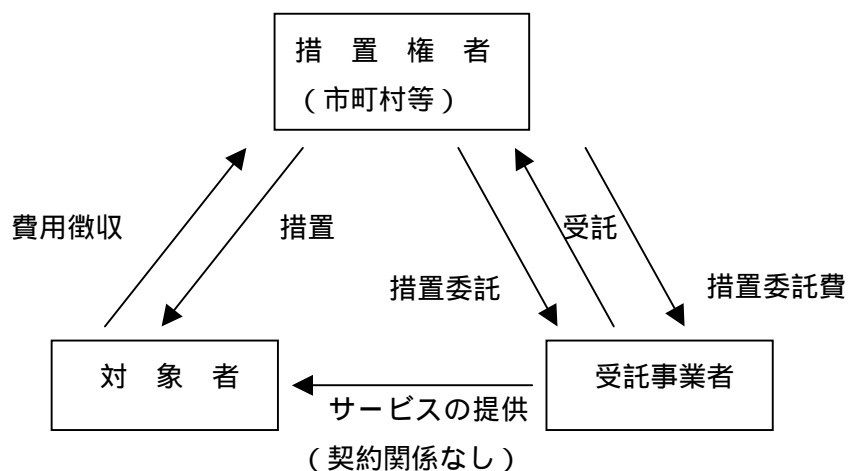 措 置 権 者
(市町村等)
費用徴収
措置
受託
措置委託
措置委託費
対 象 者
受託事業者
サービスの提供
(契約関係なし)